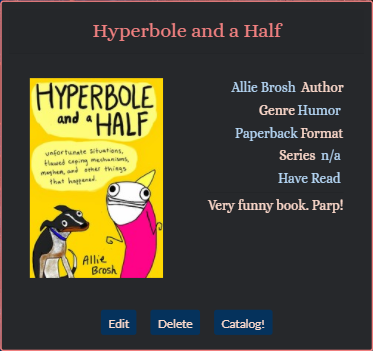 Hyperbole and a Half
HYPERBOLE
and a HALF
unfortunate situations,
flawed coping mechanisms,
mayhem, and other things
that happened
Allie
Brosh
Allie Brosh Author
Genre Humor
Paperback Format
Series n/a
Have Read
Very funny book. Parp!
Edit Delete Catalog!